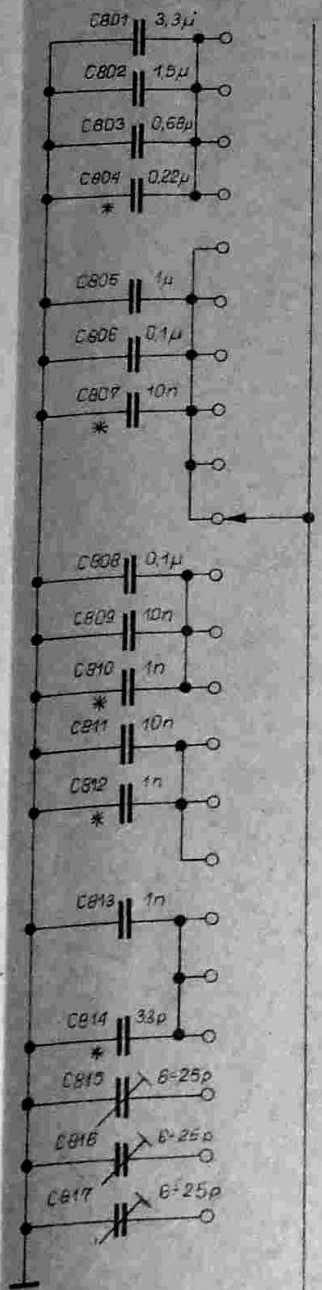 C801 3,3µ
C802 1,5µ
C803 0,68µ
C804 0,22µ
*
C805 1µ
C806 0,1µ
C807 10n
*
C808 0,1µ
C809 10n
C810 1n
*
C811 10n
C812 1n
*
C813 1n
C814 33p
*
C815 6-25p
C816 6-25p
C817 6-25p